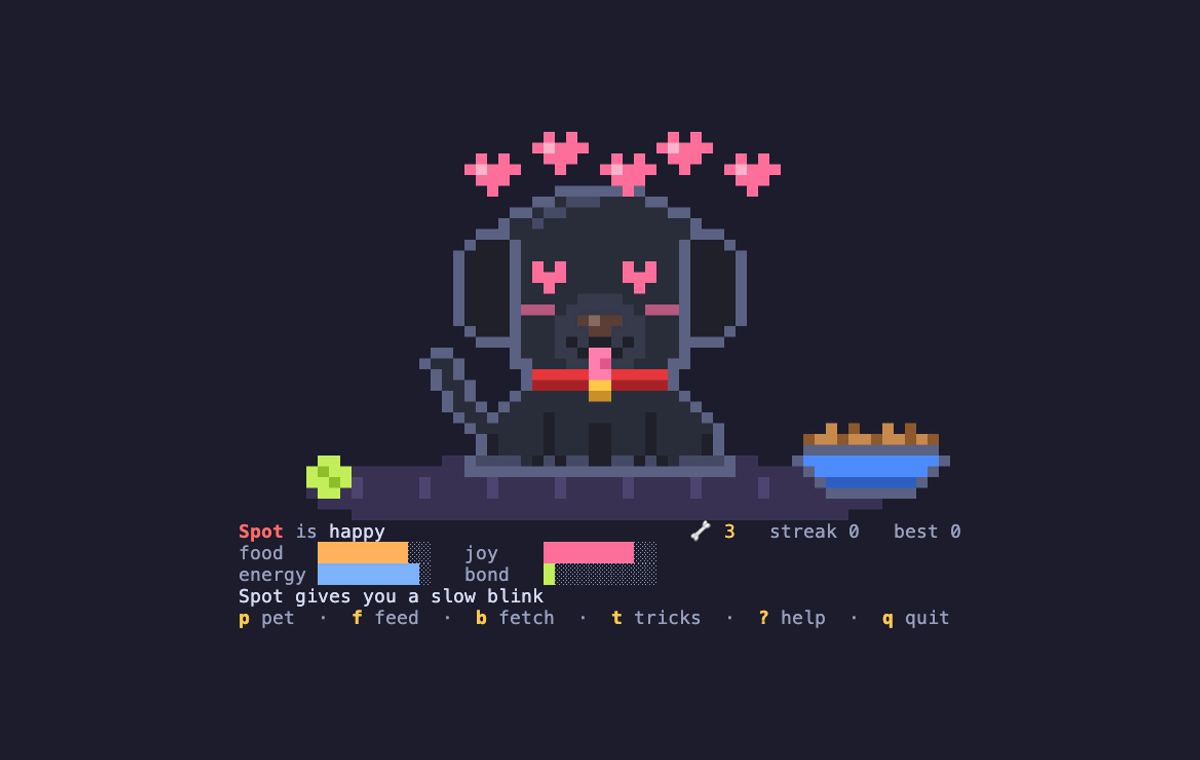 Spot is happy 3 streak 0 best 0
food joy
energy bond
Spot gives you a slow blink
p pet · f feed · b fetch · t tricks · ? help · q quit